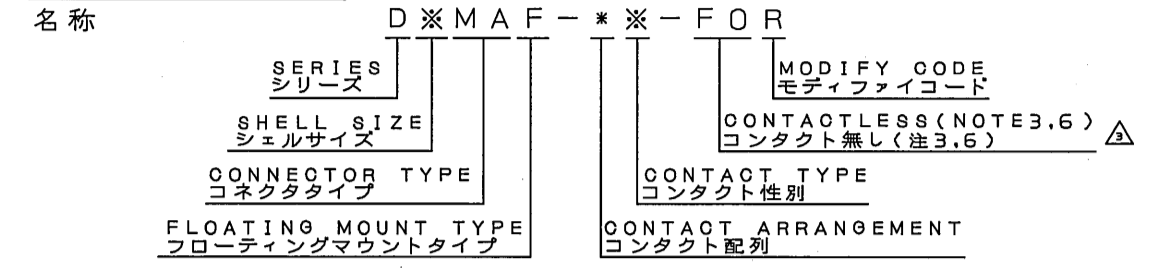 名称
D※MAF-*※-FOR
SERIES
シリーズ
MODIFY CODE
モディファイコード
SHELL SIZE
シェルサイズ
CONTACTLESS(NOTE3,6)
コンタクト無し(注3,6)
3
CONNECTOR TYPE
コネクタタイプ
CONTACT TYPE
コンタクト性別
FLOATING MOUNT TYPE
フローティングマウントタイプ
CONTACT ARRANGEMENT
コンタクト配列